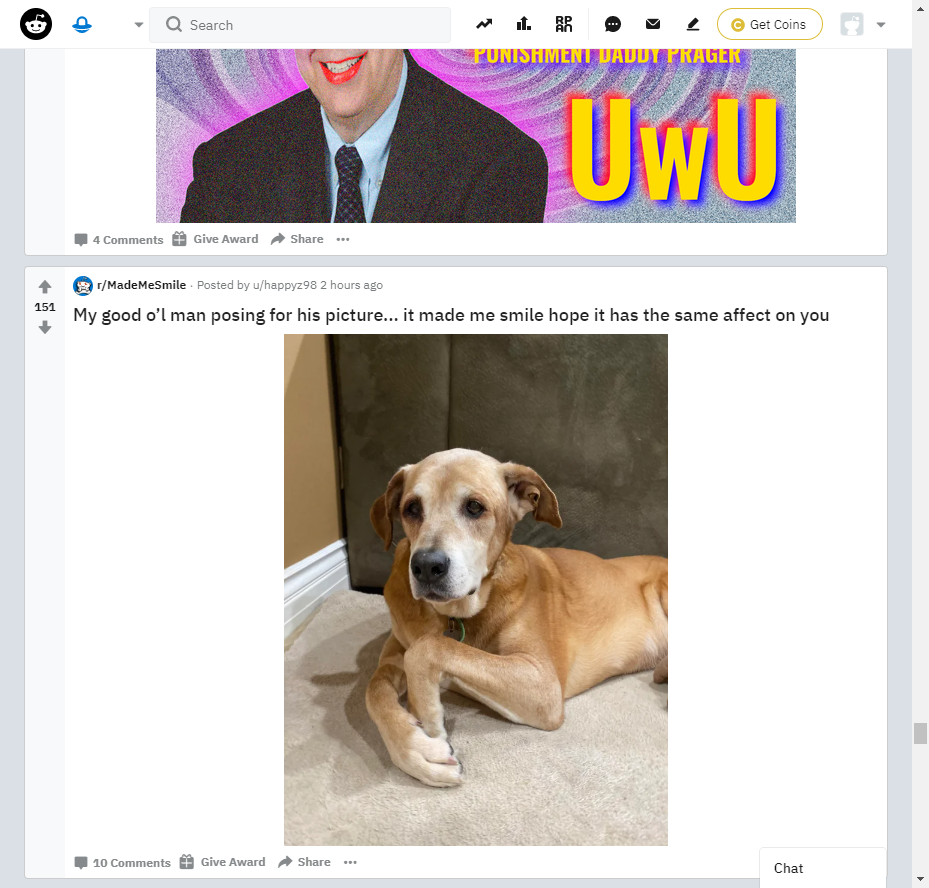 Search
Get Coins
PUNISHMENT DADDY PRAGER
UwU
4 Comments Give Award Share
r/MadeMeSmile · Posted by u/happyz98 2 hours ago
151
My good o’l man posing for his picture... it made me smile hope it has the same affect on you
10 Comments Give Award Share
Chat